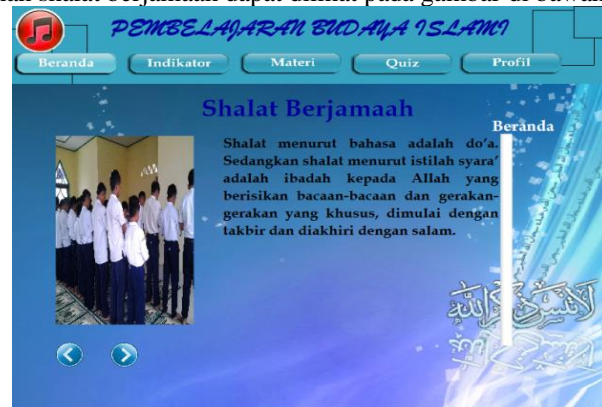 PEMBELAJARAN BUDAYA ISLAMI
Beranda Indikator Materi Quiz Profil
Shalat Berjamaah
Beranda
Shalat menurut bahasa adalah do’a.
Sedangkan shalat menurut istilah syara’
adalah ibadah kepada Allah yang
berisikan bacaan-bacaan dan gerakan-
gerakan yang khusus, dimulai dengan
takbir dan diakhiri dengan salam.